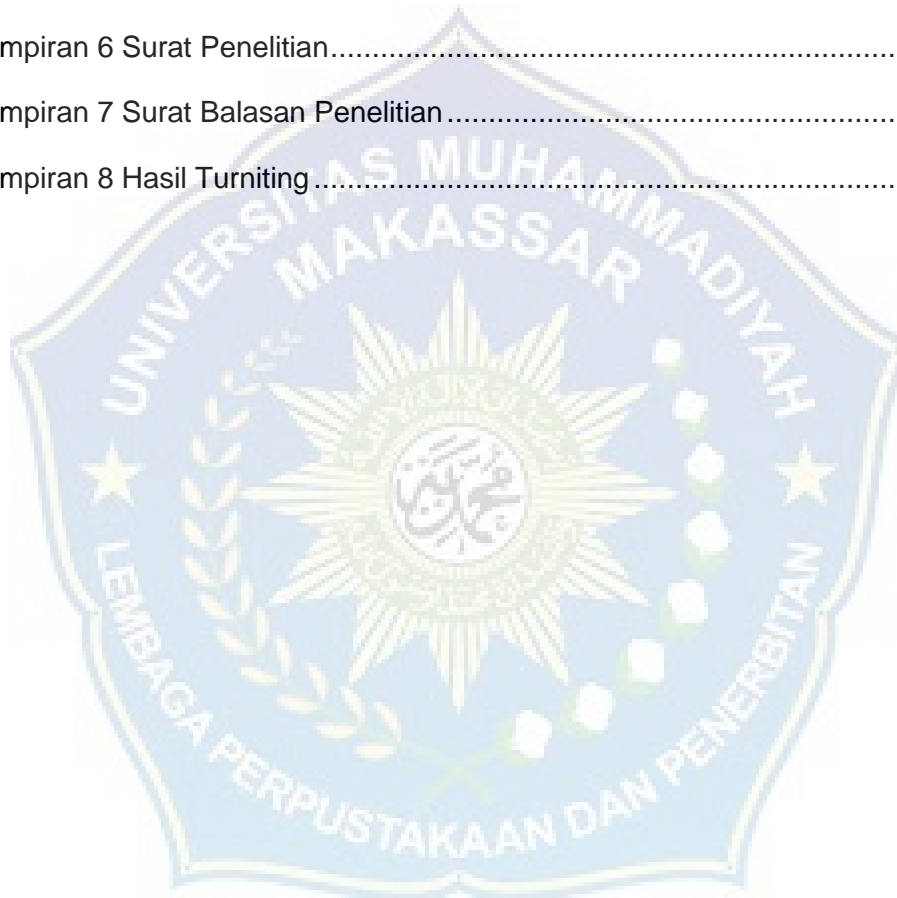 mpiran 6 Surat Penelitian......................................................................
mpiran 7 Surat Balasan Penelitian.......................................................
mpiran 8 Hasil Turniting.......................................................................
UNIVERSITAS MUHAMMADIYAH
MAKASSAR
محمدية
LEMBAGA PERPUSTAKAAN DAN PENERBITAN